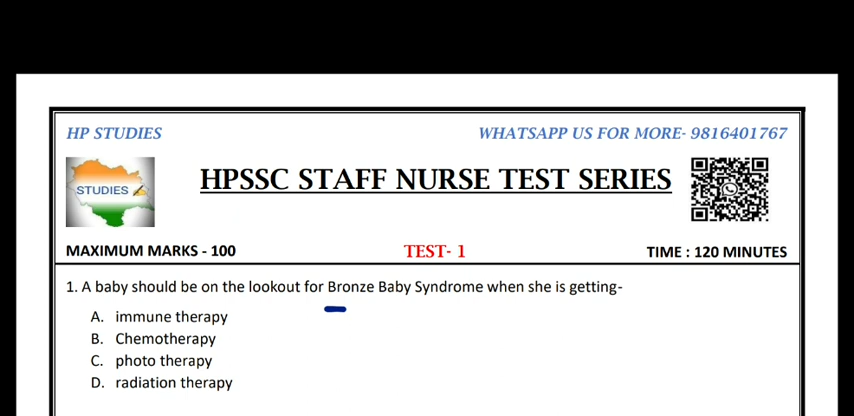 HP STUDIES
WHATSAPP US FOR MORE- 9816401767
STUDIES
HPSSC STAFF NURSE TEST SERIES
MAXIMUM MARKS - 100
TEST- 1
TIME : 120 MINUTES
1. A baby should be on the lookout for Bronze Baby Syndrome when she is getting-
A. immune therapy
B. Chemotherapy
C. photo therapy
D. radiation therapy